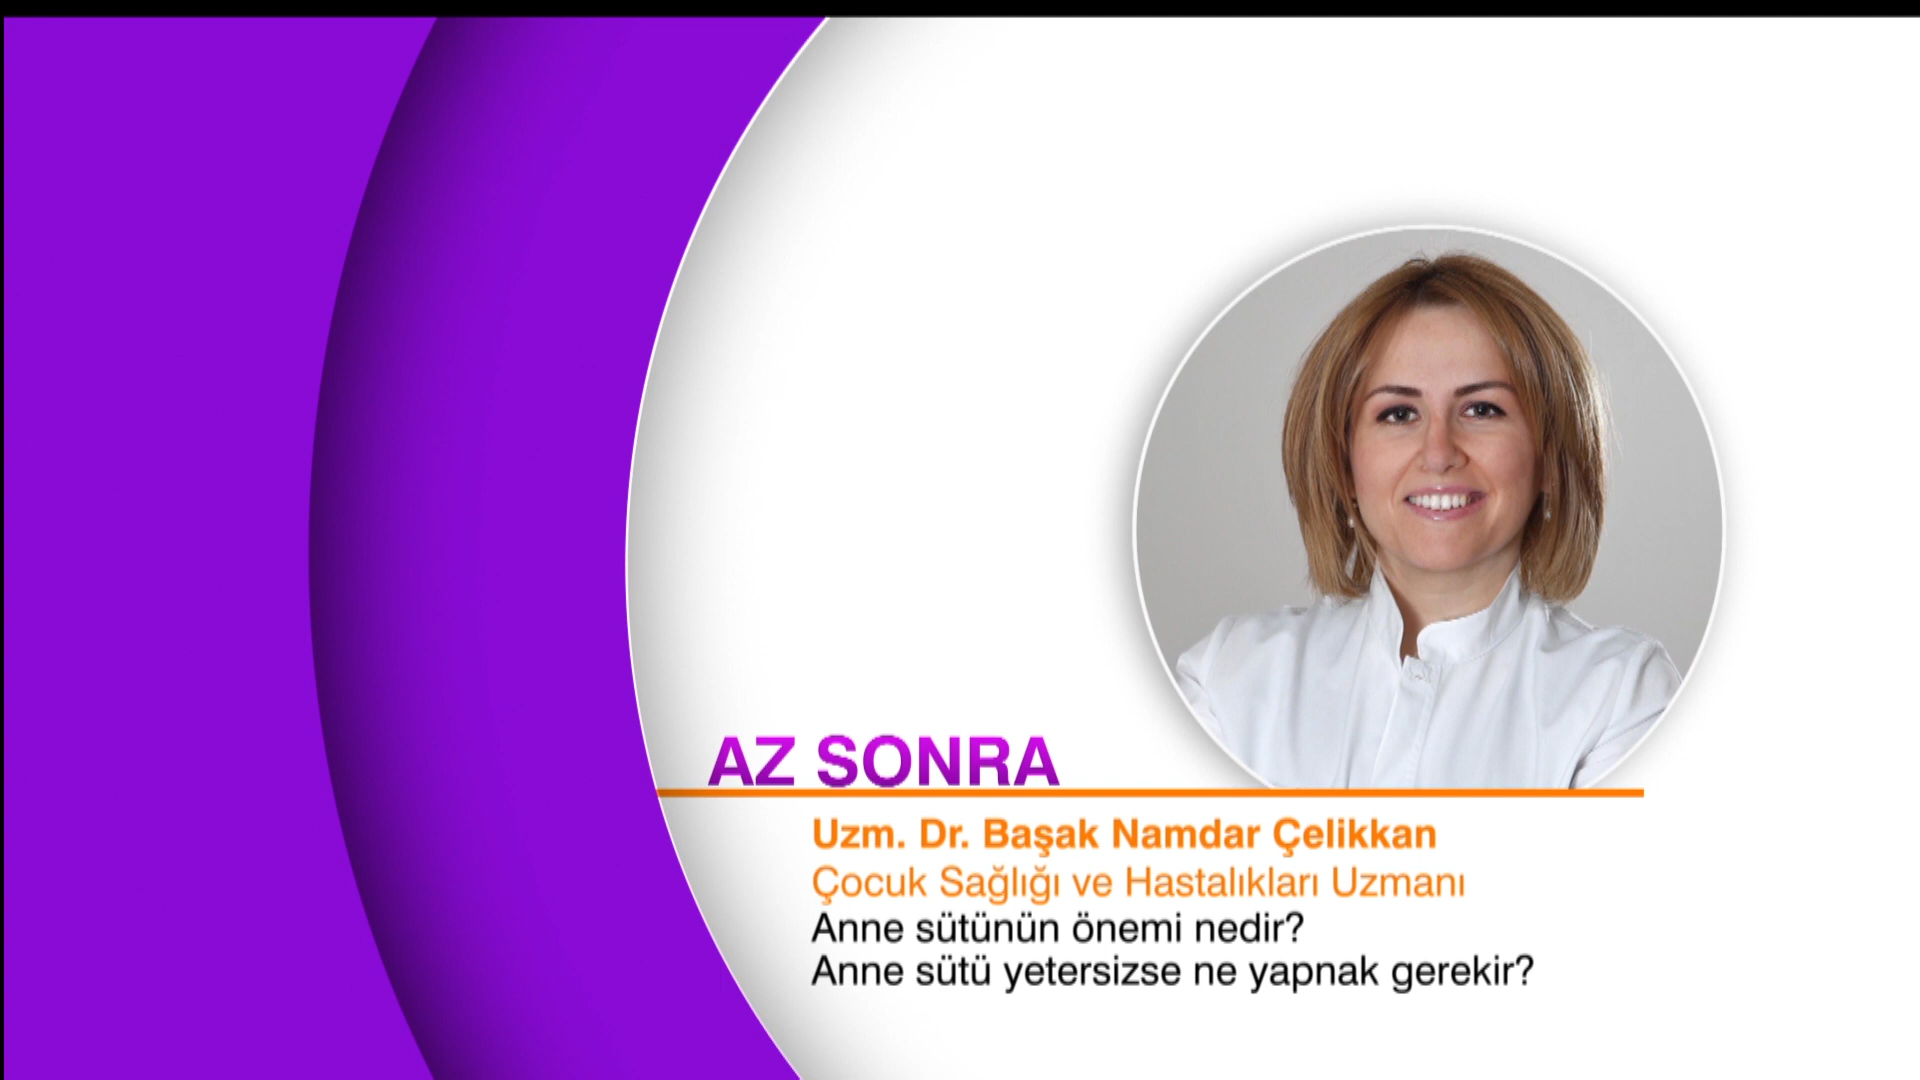 AZ SONRA
Uzm. Dr. Başak Namdar Çelikkan
Çocuk Sağlığı ve Hastalıkları Uzmanı
Anne sütünün önemi nedir?
Anne sütü yetersizse ne yapnak gerekir?